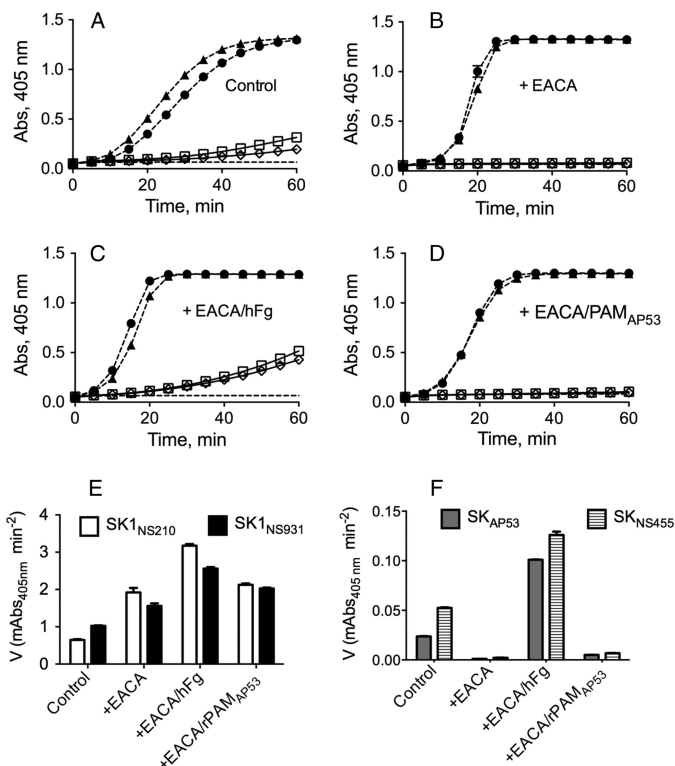 A
Abs, 405 nm
1.5
1.0
0.5
0.0
Control
0 20 40 60
Time, min
B
Abs, 405 nm
1.5
1.0
0.5
0.0
+ EACA
0 20 40 60
Time, min
C
Abs, 405 nm
1.5
1.0
0.5
0.0
+ EACA/hFg
0 20 40 60
Time, min
D
Abs, 405 nm
1.5
1.0
0.5
0.0
+ EACA/PAMAP53
0 20 40 60
Time, min
E
V (mAbs405nm min-2)
4
3
2
1
0
SK1NS210
SK1NS931
Control
+EACA
+EACA/hFg
+EACA/rPAMAP53
F
V (mAbs405 nm min-2)
0.15
0.10
0.05
0.00
SKAP53
SKNS455
Control
+EACA
+EACA/hFg
+EACA/rPAMAP53